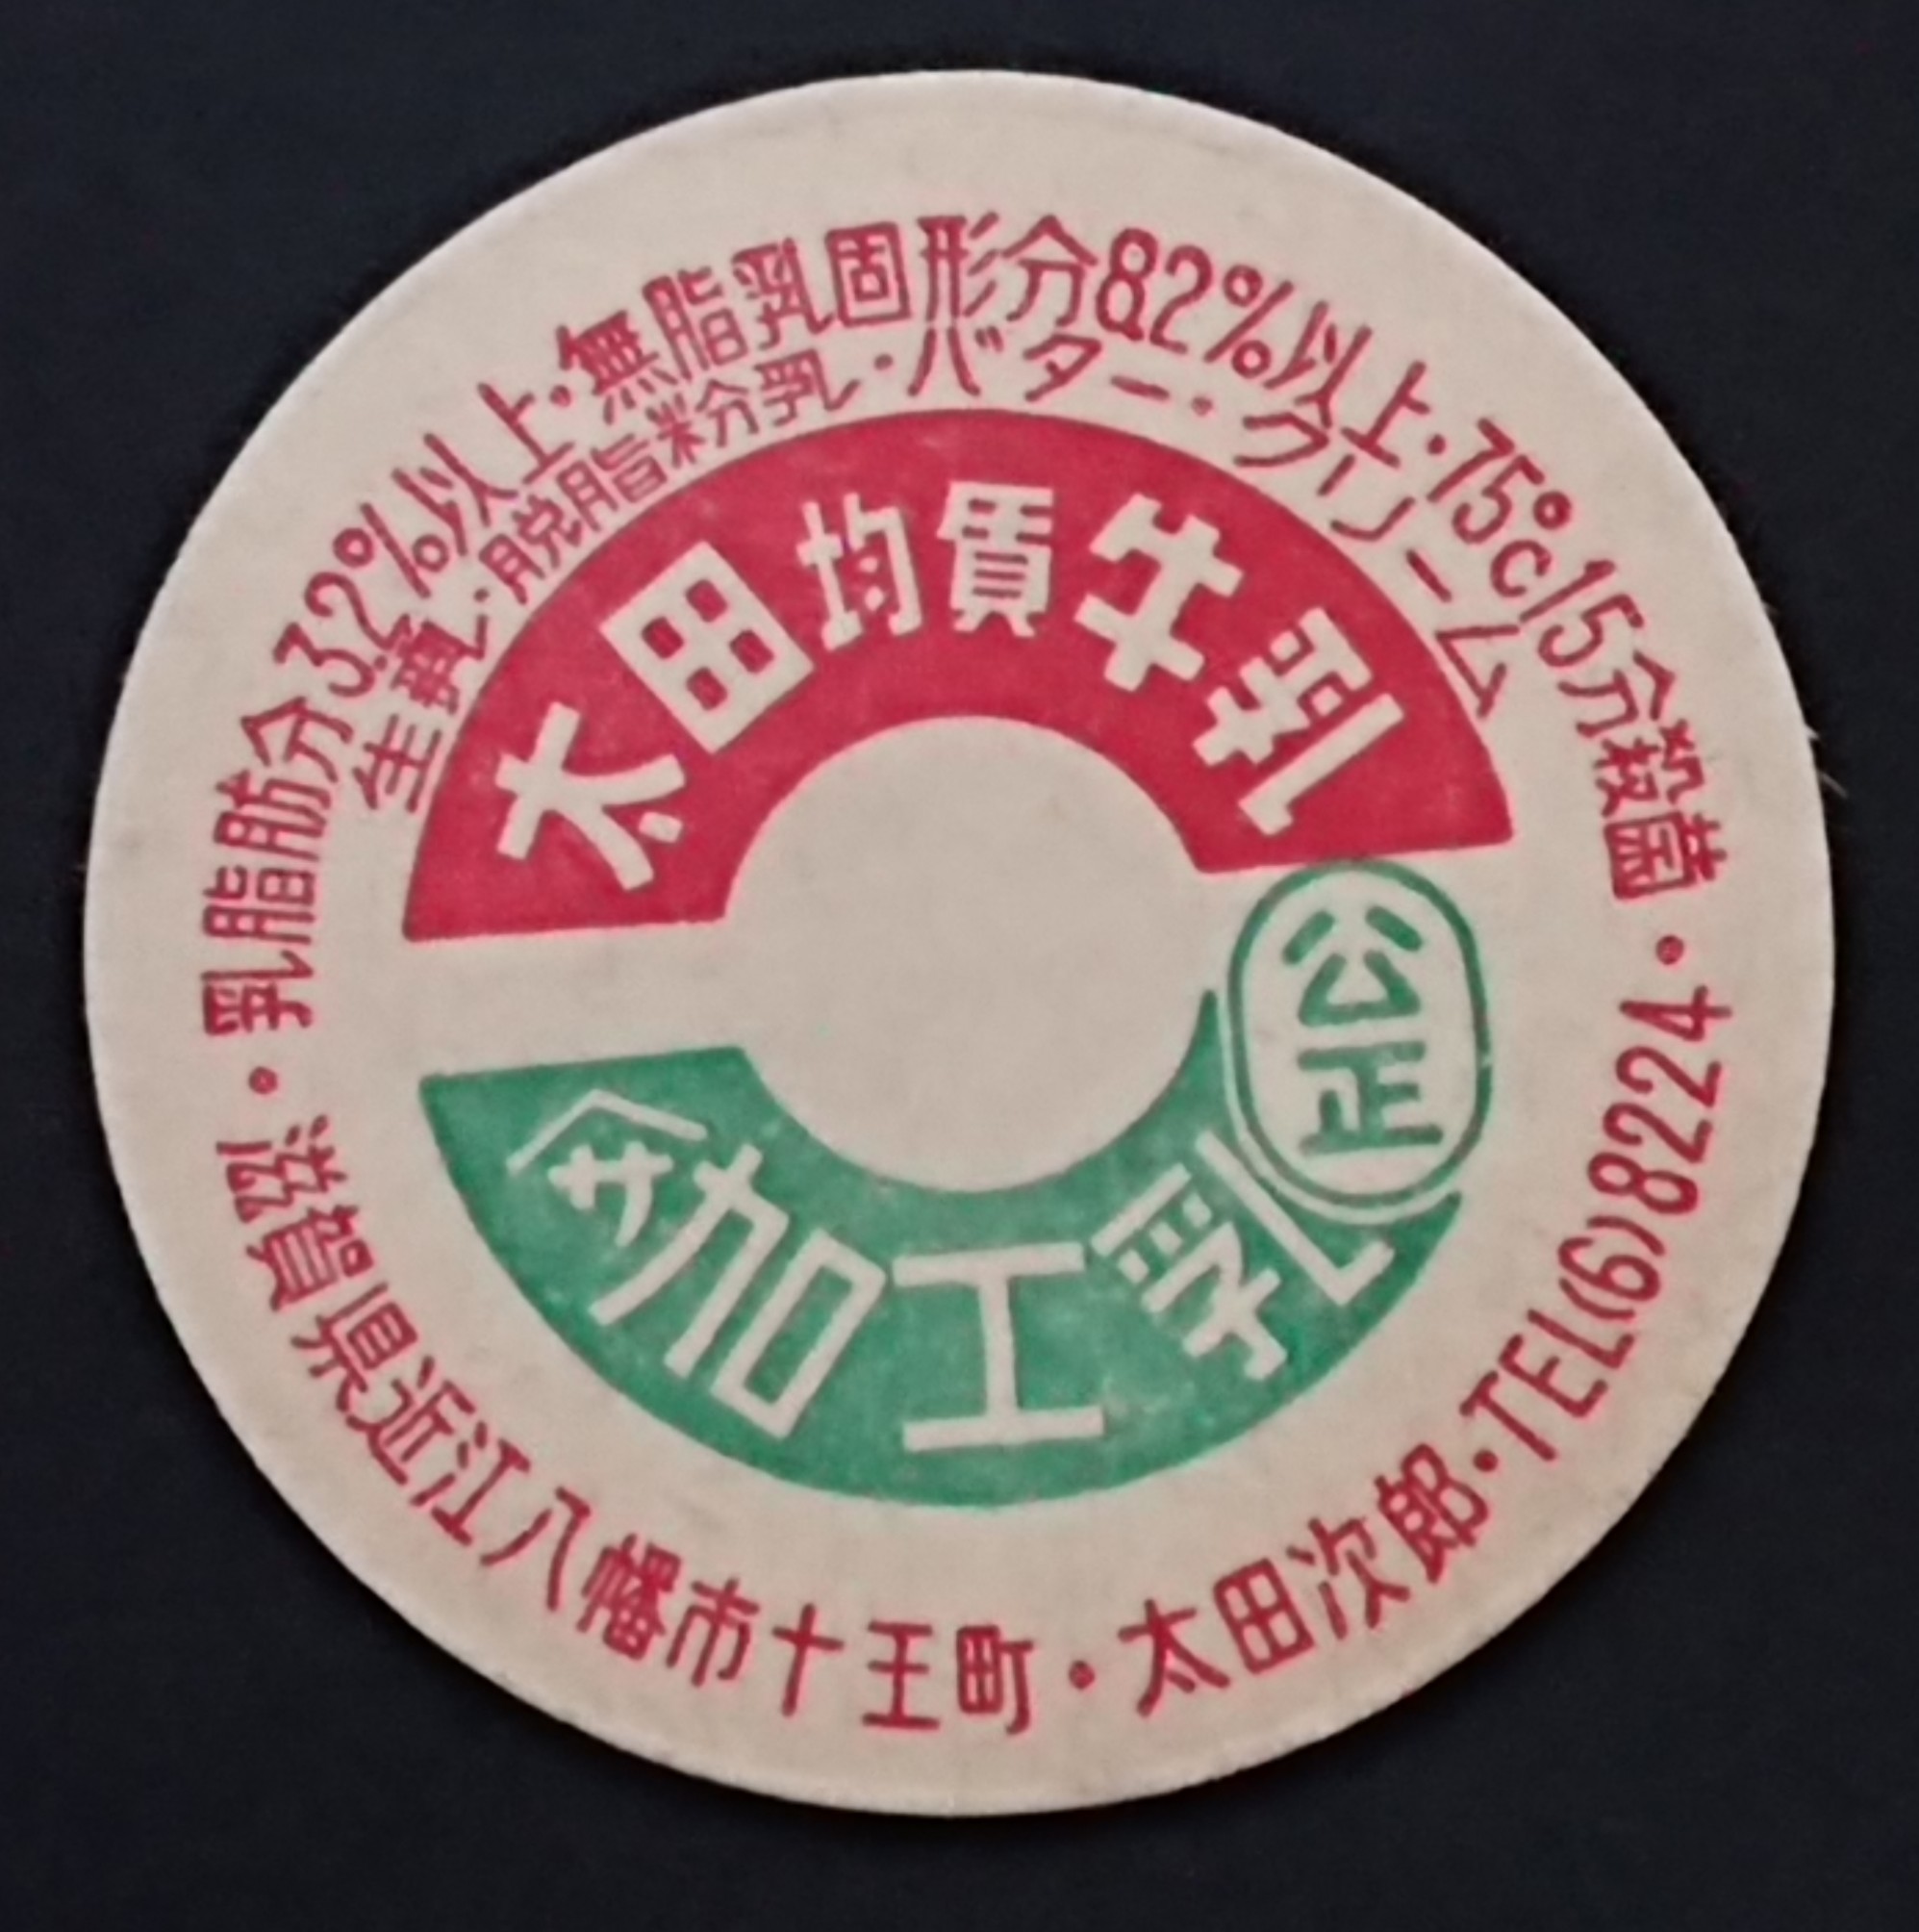 乳脂肪分3.2%以上・無脂乳固形分8.2%以上・75°C15分殺菌
生乳・脱脂粉乳・バター・クリーム
太田均質牛乳
公正
加工乳
滋賀県近江八幡市十王町・太田次郎・TEL(6)8224